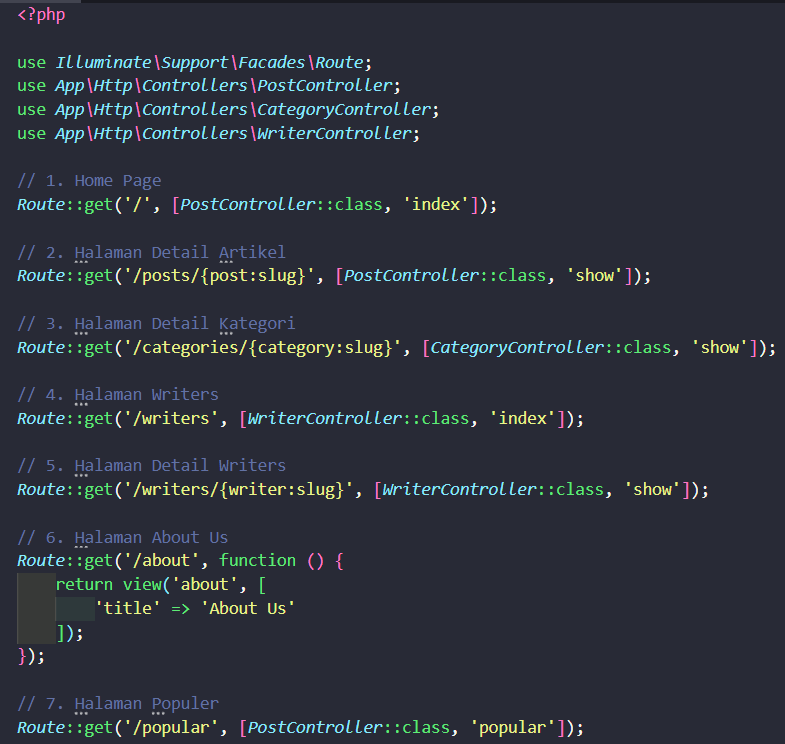 <?php
use Illuminate\Support\Facades\Route;
use App\Http\Controllers\PostController;
use App\Http\Controllers\CategoryController;
use App\Http\Controllers\WriterController;
// 1. Home Page
Route::get('/', [PostController::class, 'index']);
// 2. Halaman Detail Artikel
Route::get('/posts/{post:slug}', [PostController::class, 'show']);
// 3. Halaman Detail Kategori
Route::get('/categories/{category:slug}', [CategoryController::class, 'show']);
// 4. Halaman Writers
Route::get('/writers', [WriterController::class, 'index']);
// 5. Halaman Detail Writers
Route::get('/writers/{writer:slug}', [WriterController::class, 'show']);
// 6. Halaman About Us
Route::get('/about', function () {
    return view('about', [
        'title' => 'About Us'
    ]);
});
// 7. Halaman Populer
Route::get('/popular', [PostController::class, 'popular']);